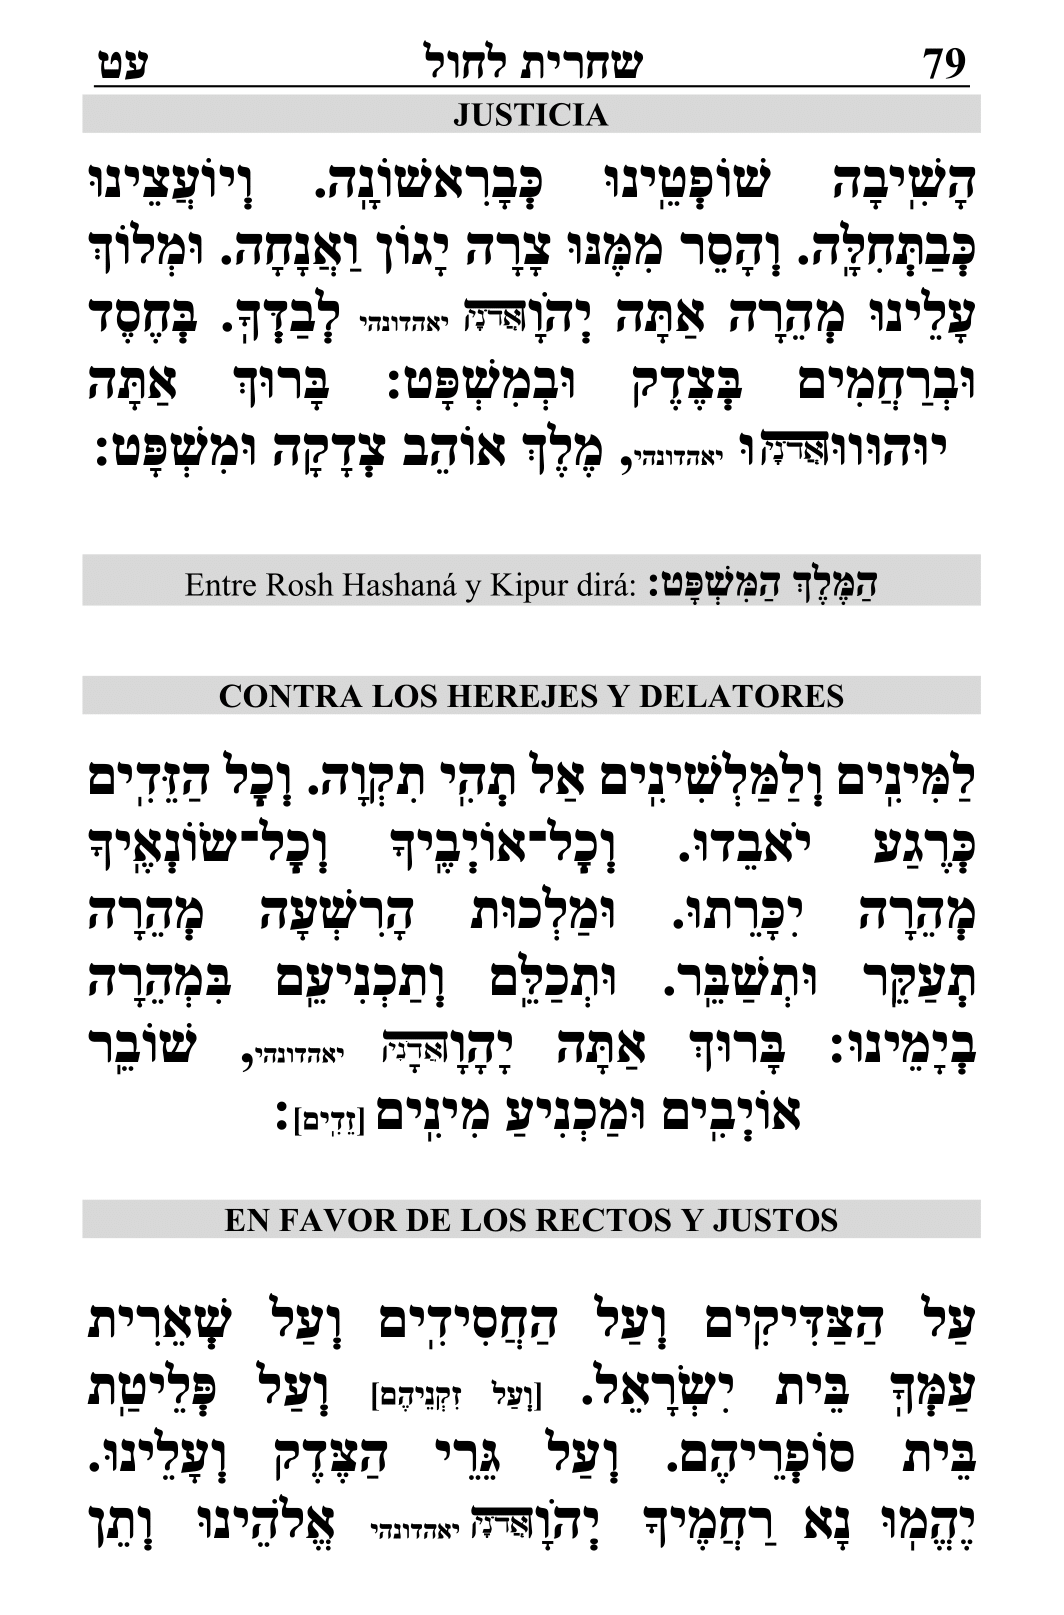 79 שחרית לחול עט
JUSTICIA
הָשִׁיבָה שׁוֹפְטֵינוּ כְּבָרִאשׁוֹנָה. וְיוֹעֲצֵינוּ
כְּבַתְּחִלָּה. וְהָסֵר מִמֶּנּוּ צָרָה יָגוֹן וַאֲנָחָה. וּמְלוֹךְ
עָלֵינוּ מְהֵרָה אַתָּה יְהֹוָאֲדֹנָי יאהדונהי לְבַדְּךָ. בְּחֶסֶד
וּבְרַחֲמִים בְּצֶדֶק וּבְמִשְׁפָּט: בָּרוּךְ אַתָּה
יוּהוּווּאֲדֹנָיוּ יאהדונהי, מֶלֶךְ אוֹהֵב צְדָקָה וּמִשְׁפָּט:
Entre Rosh Hashaná y Kipur dirá: הַמֶּלֶךְ הַמִּשְׁפָּט:
CONTRA LOS HEREJES Y DELATORES
לַמִּינִים וְלַמַּלְשִׁינִים אַל תְּהִי תִקְוָה. וְכָל הַזֵּדִים
כְּרֶגַע יֹאבֵדוּ. וְכָל־אוֹיְבֶיךָ וְכָל־שׂוֹנְאֶיךָ
מְהֵרָה יִכָּרֵתוּ. וּמַלְכוּת הָרִשְׁעָה מְהֵרָה
תְעַקֵּר וּתְשַׁבֵּר. וּתְכַלֵּם וְתַכְנִיעֵם בִּמְהֵרָה
בְיָמֵינוּ: בָּרוּךְ אַתָּה יָהָוָאֲדָנָי יאהדונהי, שׁוֹבֵר
אוֹיְבִים וּמַכְנִיעַ מִינִים [זֵדִים]:
EN FAVOR DE LOS RECTOS Y JUSTOS
עַל הַצַּדִּיקִים וְעַל הַחֲסִידִים וְעַל שְׁאֵרִית
עַמְּךָ בֵּית יִשְׂרָאֵל. [וְעַל זִקְנֵיהֶם] וְעַל פְּלֵיטַת
בֵּית סוֹפְרֵיהֶם. וְעַל גֵּרֵי הַצֶּדֶק וְעָלֵינוּ.
יֶהֱמוּ נָא רַחֲמֶיךָ יְהֹוָאֲדֹנָי יאהדונהי אֱלֹהֵינוּ וְתֵן